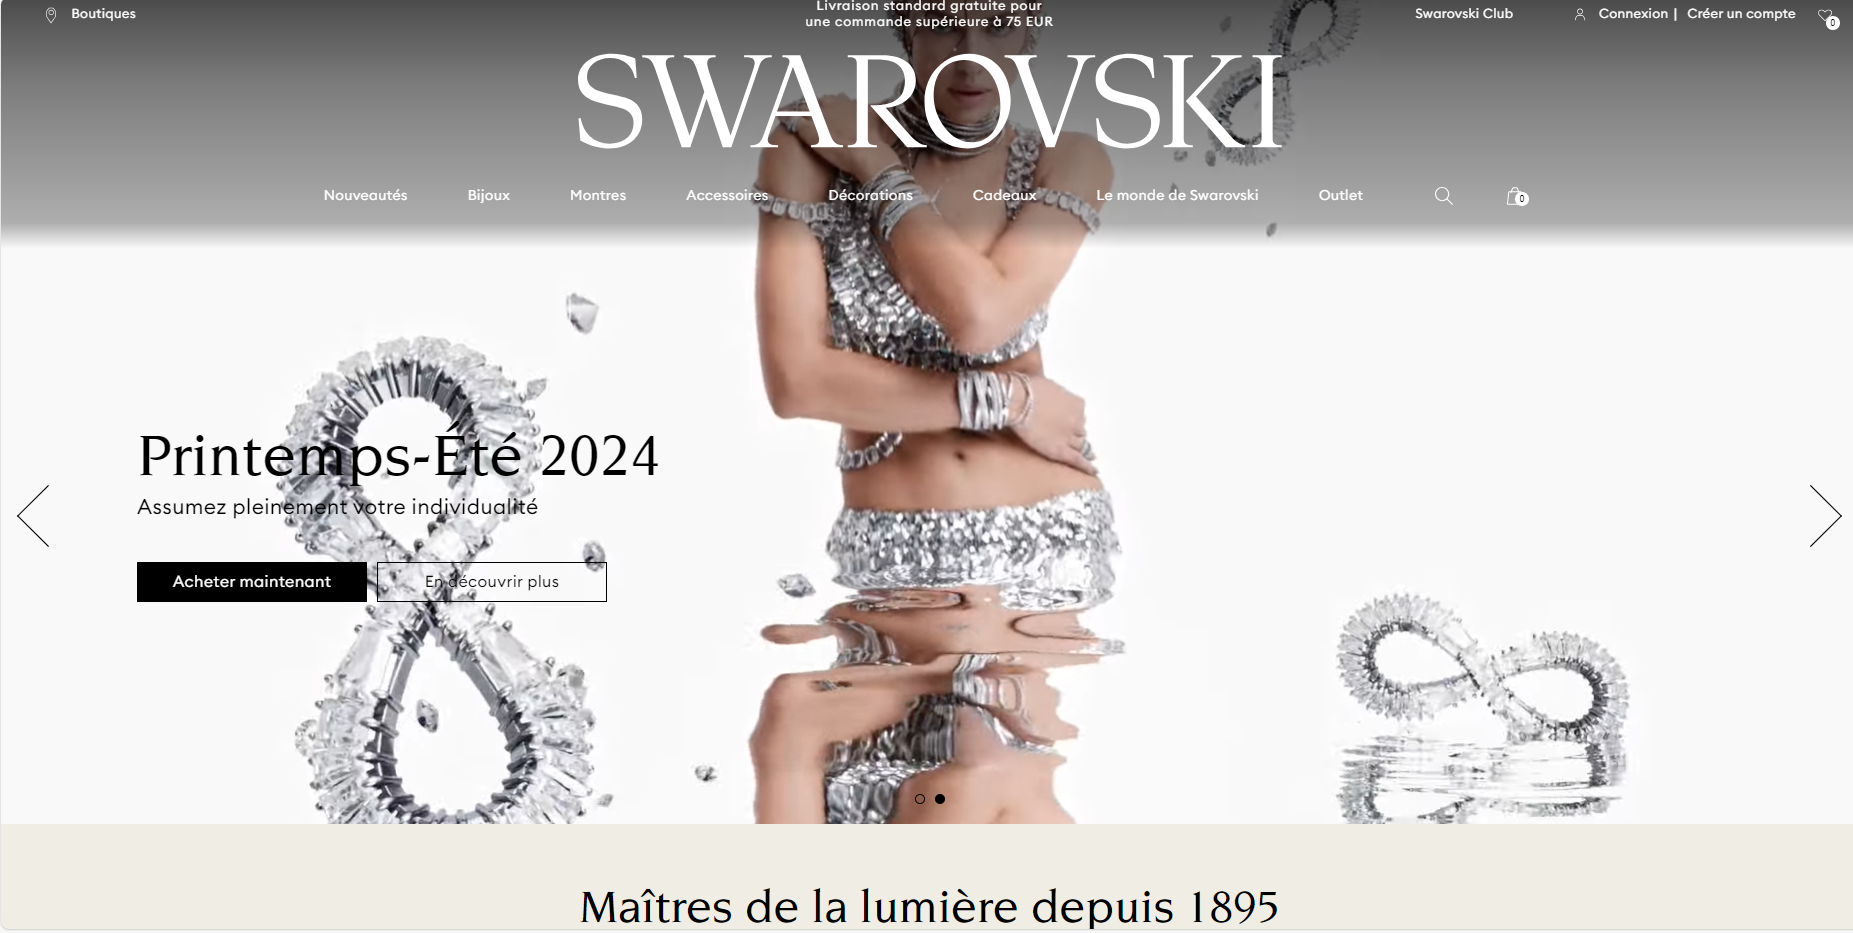 Boutiques
Livraison standard gratuite pour
une commande supérieure à 75 EUR
Swarovski Club
Connexion | Créer un compte
0
SWAROVSKI
Nouveautés
Bijoux
Montres
Accessoires
Décorations
Cadeaux
Le monde de Swarovski
Outlet
0
Printemps-Été 2024
Assumez pleinement votre individualité
Acheter maintenant
En découvrir plus
Maîtres de la lumière depuis 1895